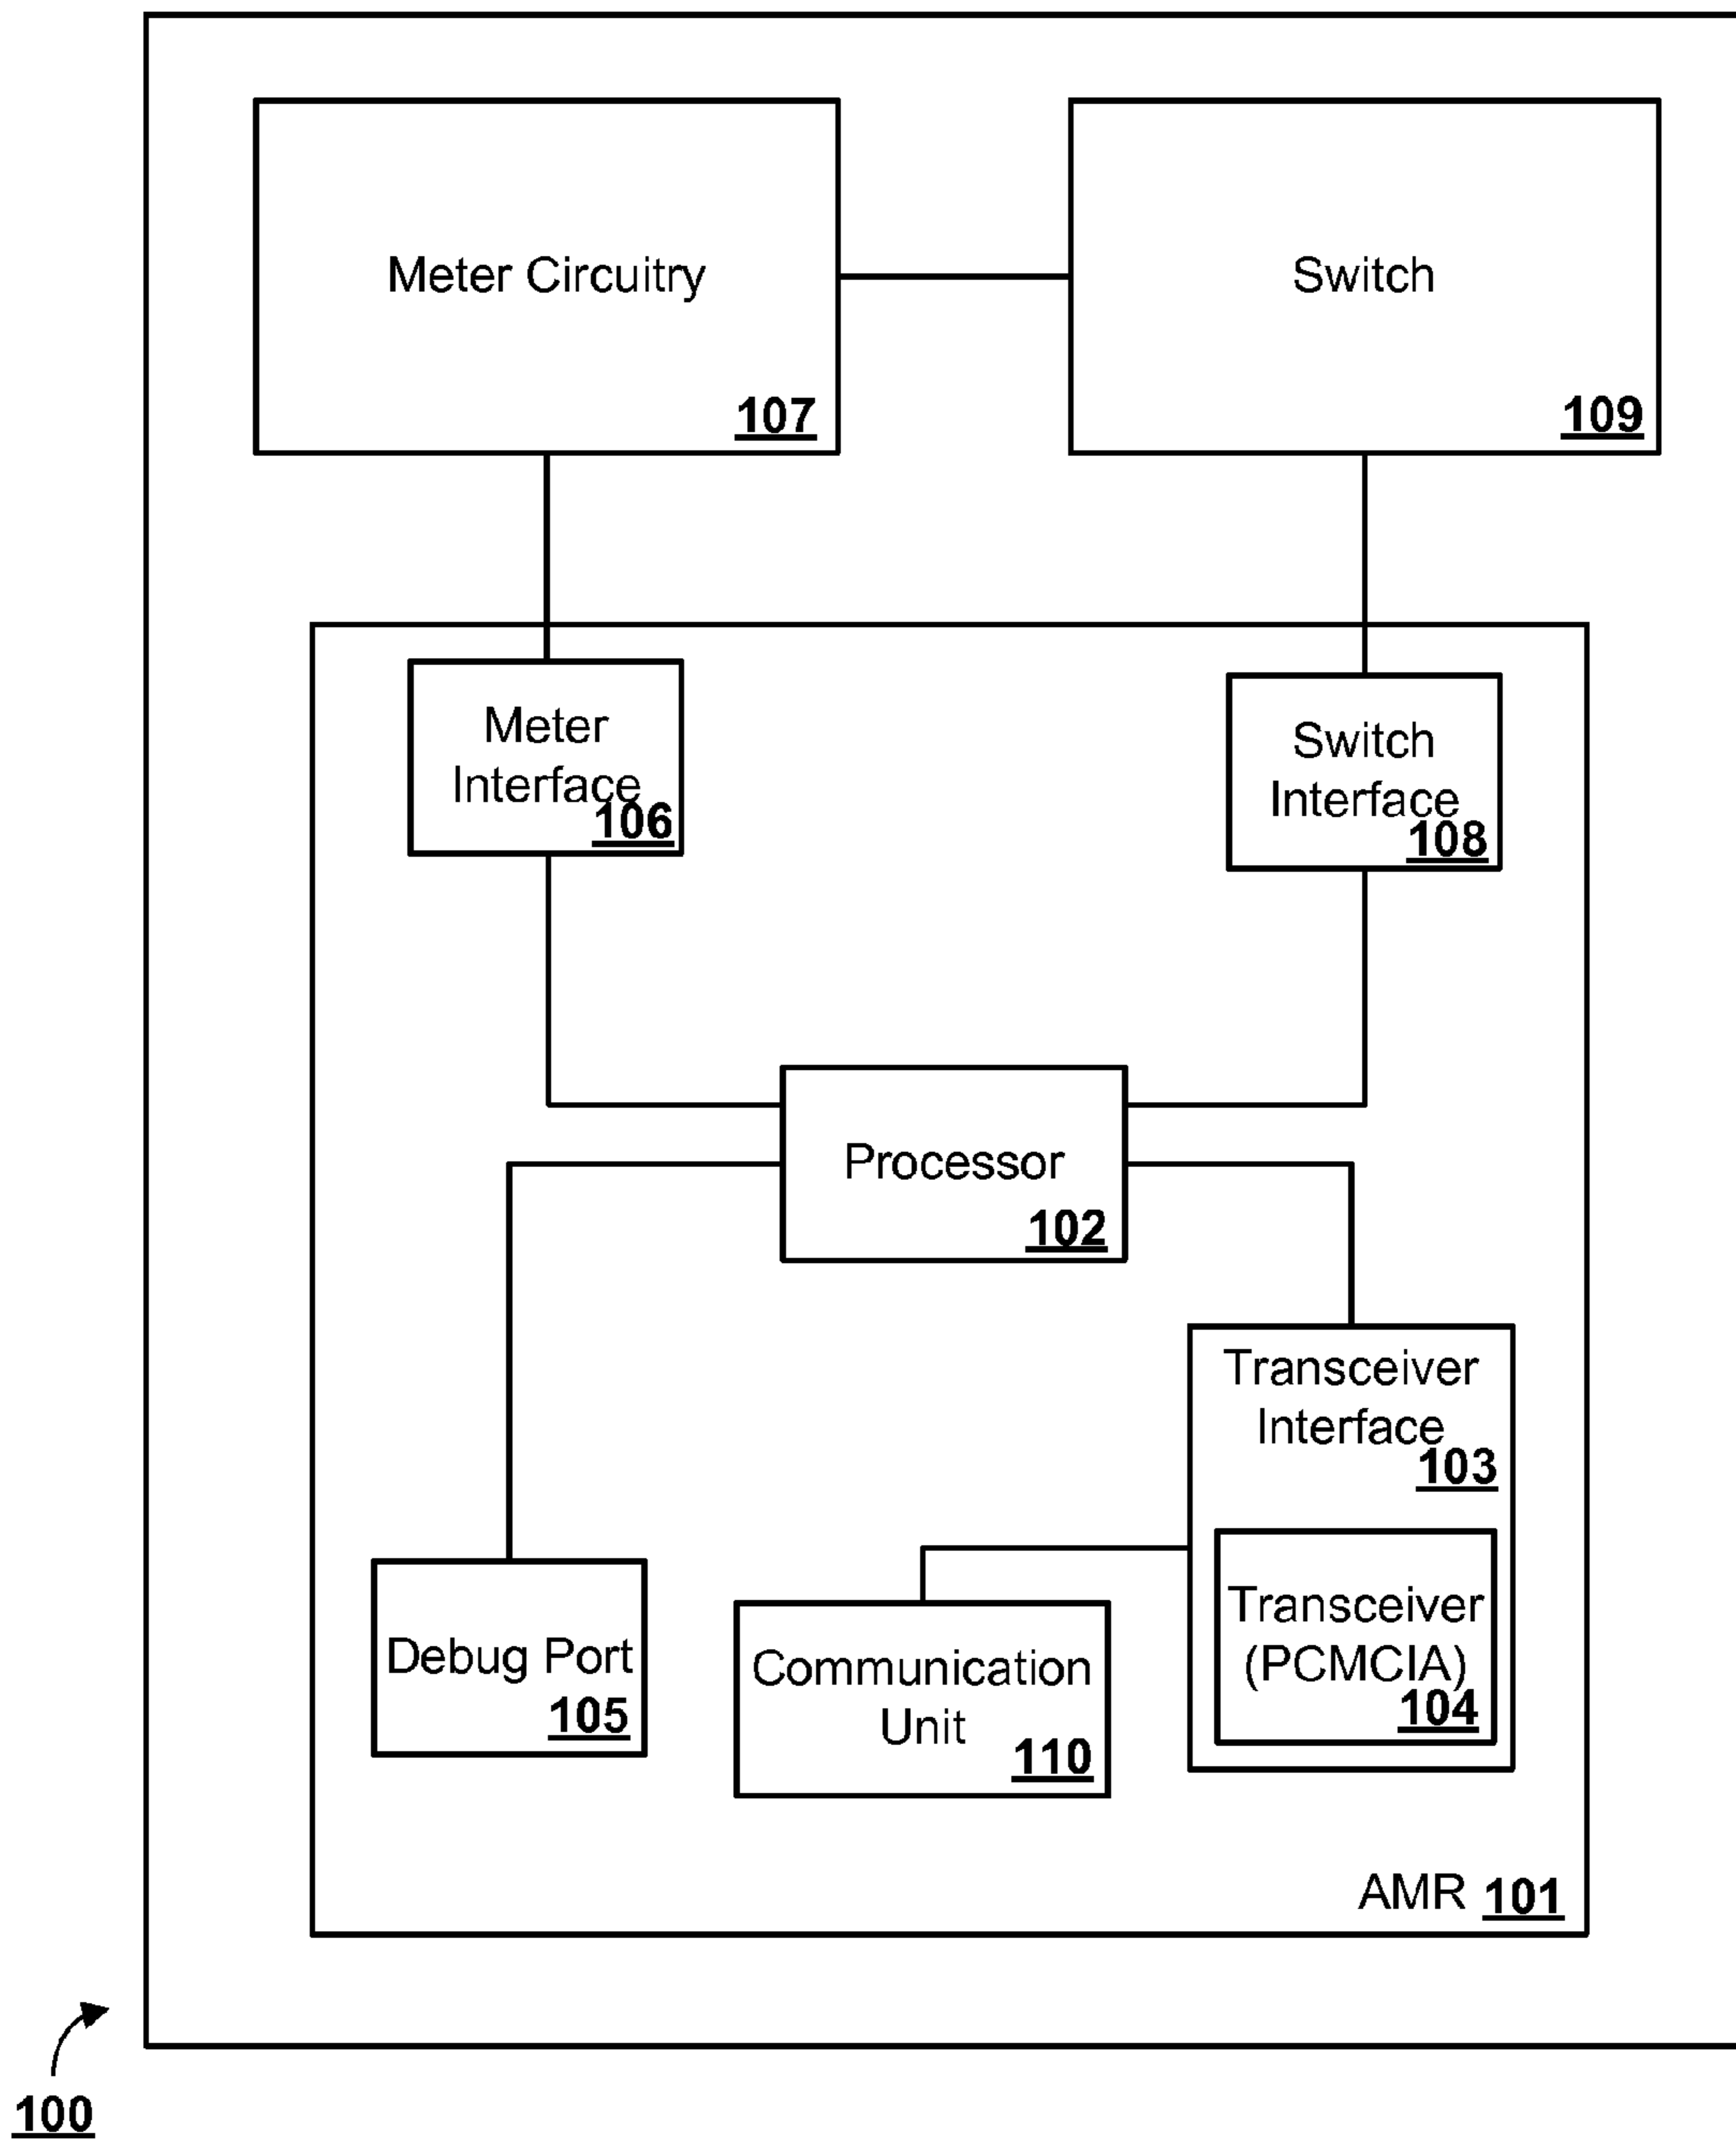 Meter Circuitry
107
Switch
109
Meter
Interface
106
Switch
Interface
108
Processor
102
Transceiver
Interface
103
Transceiver
(PCMCIA)
104
Debug Port
105
Communication
Unit
110
AMR 101
100